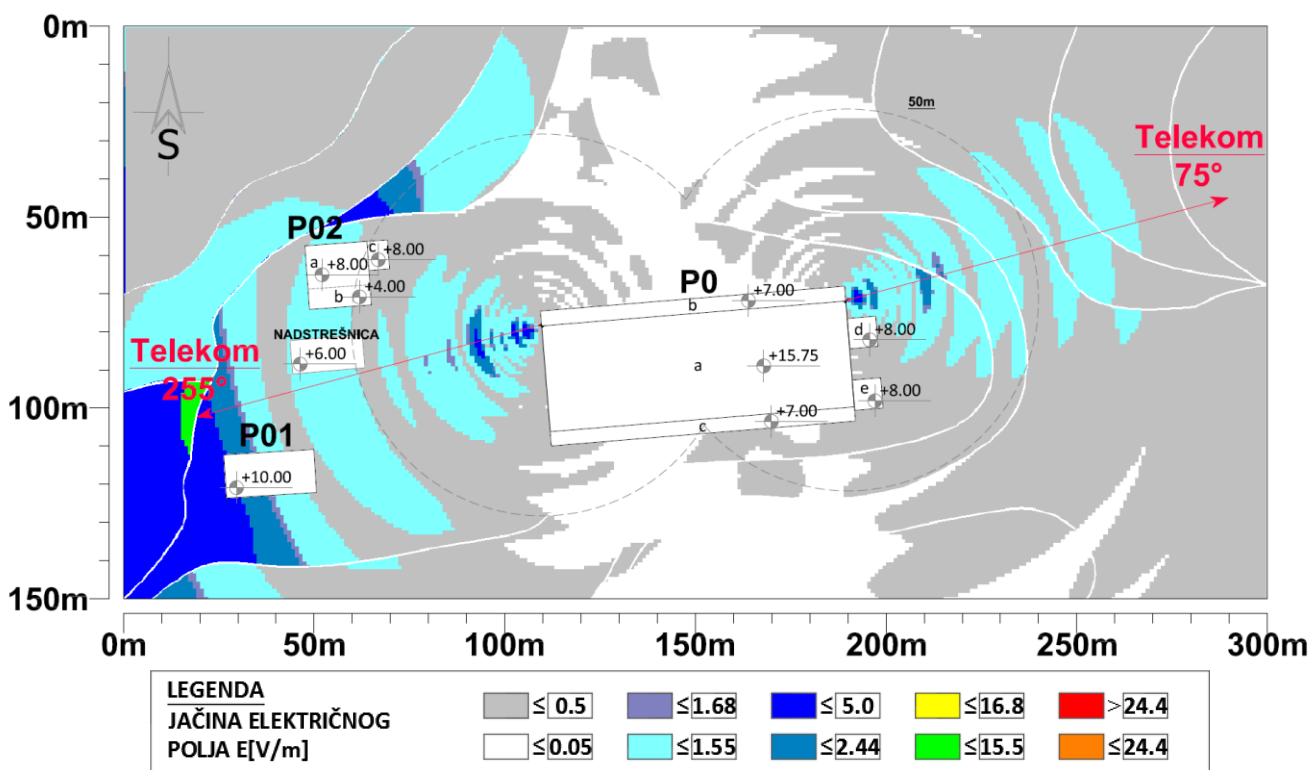 0m
50m
100m
150m
S
50m
Telekom
75°
P02
c
+8.00
a
+8.00
+4.00
b
P0
+7.00
b
NADSTREŠNICA
+6.00
d
+8.00
Telekom
255°
+15.75
a
e
+8.00
+7.00
c
P01
+10.00
0m
50m
100m
150m
200m
250m
300m
LEGENDA
JAČINA ELEKTRIČNOG
POLJA E[V/m]
≤ 0.5
≤1.68
≤ 5.0
≤16.8
>24.4
≤0.05
≤1.55
≤2.44
≤15.5
≤24.4